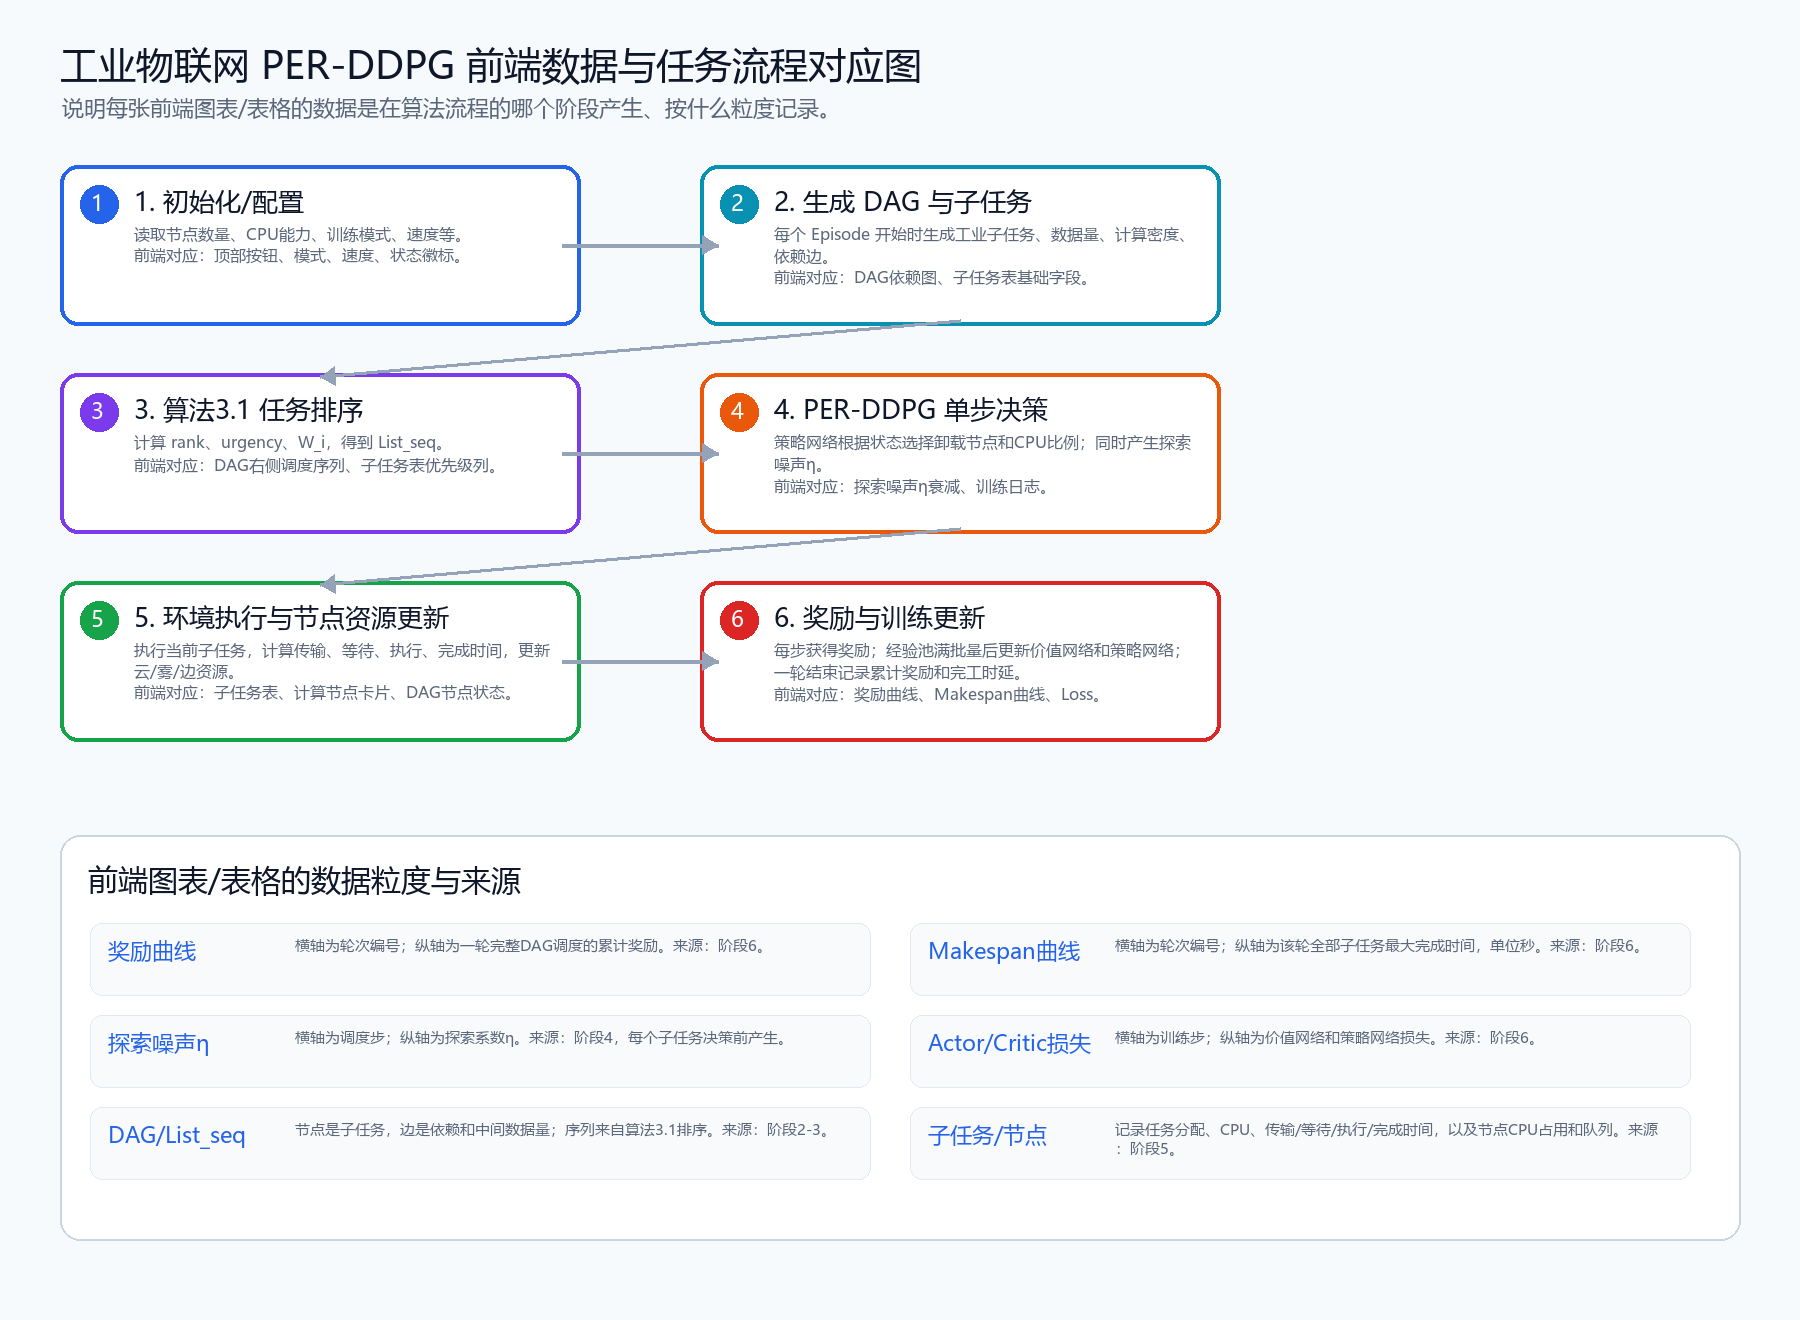 工业物联网 PER-DDPG 前端数据与任务流程对应图
说明每张前端图表/表格的数据是在算法流程的哪个阶段产生、按什么粒度记录。
1
1. 初始化/配置
读取节点数量、CPU能力、训练模式、速度等。
前端对应：顶部按钮、模式、速度、状态徽标。
2
2. 生成 DAG 与子任务
每个 Episode 开始时生成工业子任务、数据量、计算密度、
依赖边。
前端对应：DAG依赖图、子任务表基础字段。
3
3. 算法3.1 任务排序
计算 rank、urgency、W_i，得到 List_seq。
前端对应：DAG右侧调度序列、子任务表优先级列。
4
4. PER-DDPG 单步决策
策略网络根据状态选择卸载节点和CPU比例；同时产生探索
噪声η。
前端对应：探索噪声η衰减、训练日志。
5
5. 环境执行与节点资源更新
执行当前子任务，计算传输、等待、执行、完成时间，更新
云/雾/边资源。
前端对应：子任务表、计算节点卡片、DAG节点状态。
6
6. 奖励与训练更新
每步获得奖励；经验池满批量后更新价值网络和策略网络；
一轮结束记录累计奖励和完工时延。
前端对应：奖励曲线、Makespan曲线、Loss。
前端图表/表格的数据粒度与来源
奖励曲线
横轴为轮次编号；纵轴为一轮完整DAG调度的累计奖励。来源：阶段6。
Makespan曲线
横轴为轮次编号；纵轴为该轮全部子任务最大完成时间，单位秒。来源：阶段6。
探索噪声η
横轴为调度步；纵轴为探索系数η。来源：阶段4，每个子任务决策前产生。
Actor/Critic损失
横轴为训练步；纵轴为价值网络和策略网络损失。来源：阶段6。
DAG/List_seq
节点是子任务，边是依赖和中间数据量；序列来自算法3.1排序。来源：阶段2-3。
子任务/节点
记录任务分配、CPU、传输/等待/执行/完成时间，以及节点CPU占用和队列。来源
：阶段5。